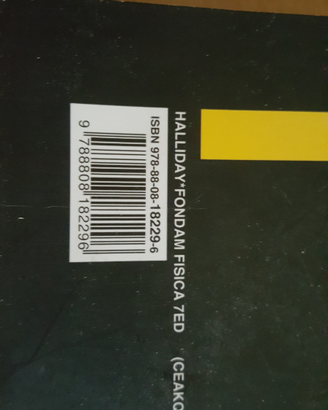 HALLIDAY*FONDAM FISICA 7ED (CEAKO
ISBN 978-88-08-18229-6
9 788808 182296